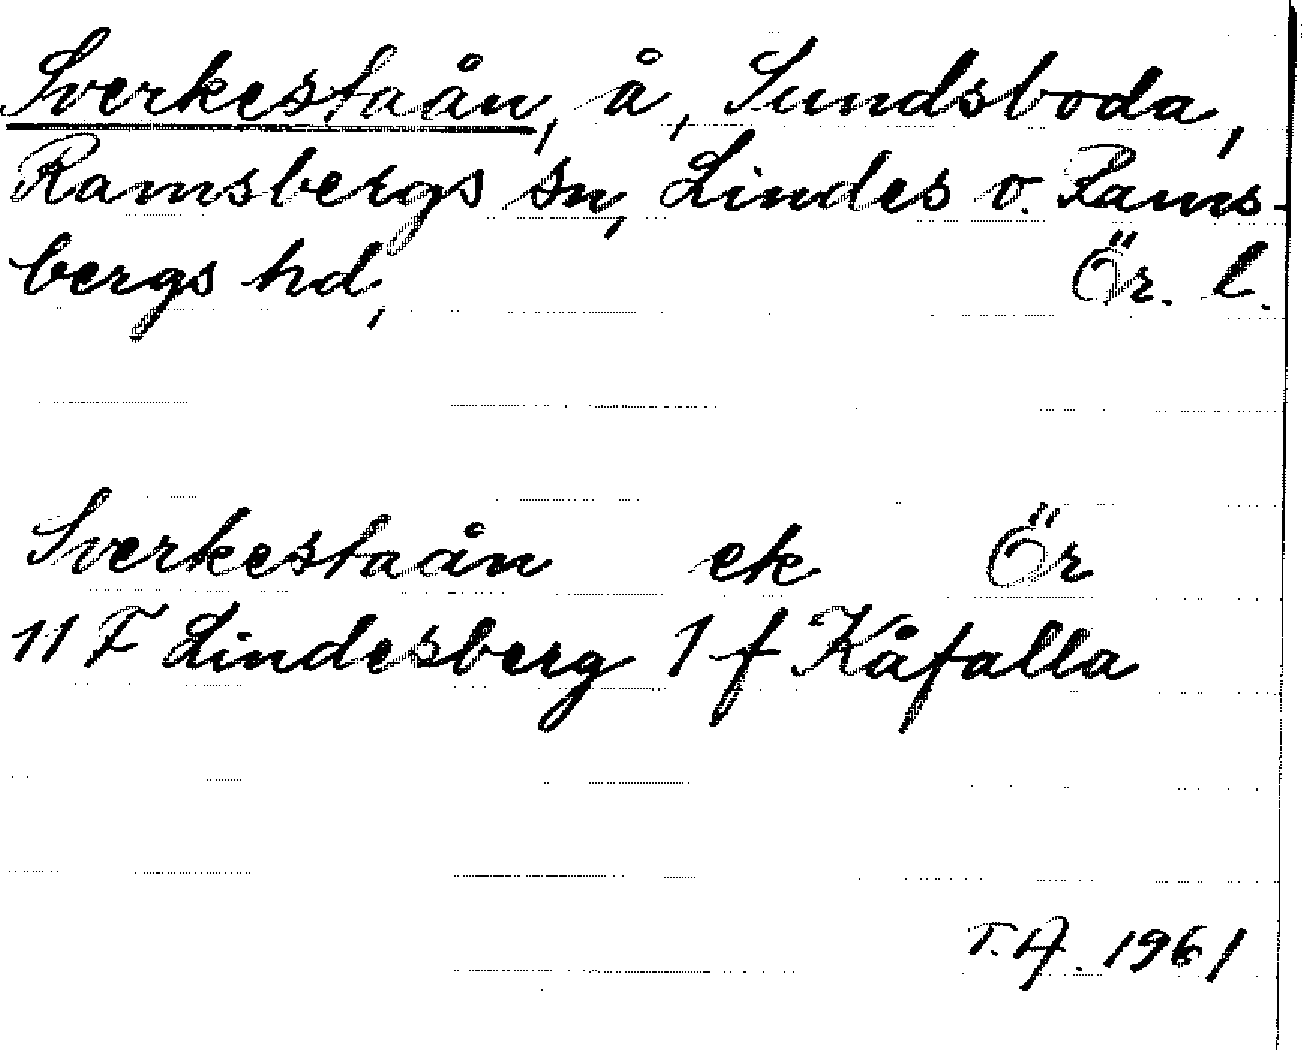 Sverkestaån, å, Sundsboda,
Ramsbergs sn, Lindes o. Rams-
bergs hd, Ör. l.
Sverkestaån ek Ör
11 F Lindesberg 1 f Kåfalla
T.A. 1961